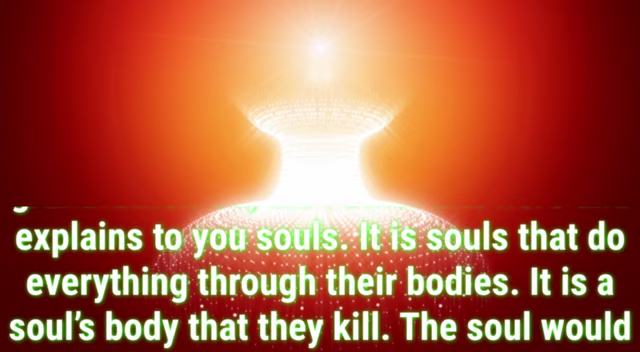 explains to you souls. It is souls that do
everything through their bodies. It is a
soul's body that they kill. The soul would